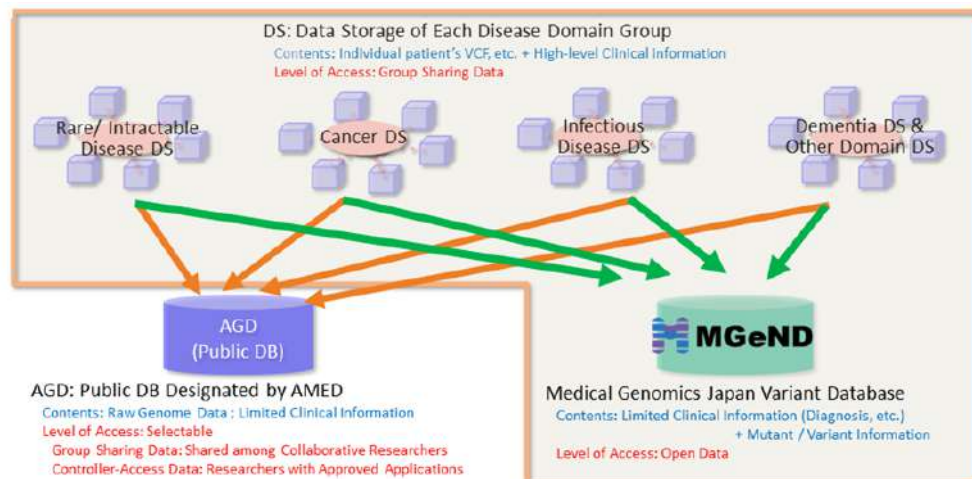 DS: Data Storage of Each Disease Domain Group
Contents: Individual patient's VCF, etc. + High-level Clinical Information
Level of Access: Group Sharing Data
Rare/ Intractable
Disease DS
Cancer DS
Infectious
Disease DS
Dementia DS &
Other Domain DS
AGD
(Public DB)
MGeND
AGD: Public DB Designated by AMED
Contents: Raw Genome Data ; Limited Clinical Information
Level of Access: Selectable
Group Sharing Data: Shared among Collaborative Researchers
Controller-Access Data: Researchers with Approved Applications
Medical Genomics Japan Variant Database
Contents: Limited Clinical Information (Diagnosis, etc.)
+ Mutant / Variant Information
Level of Access: Open Data